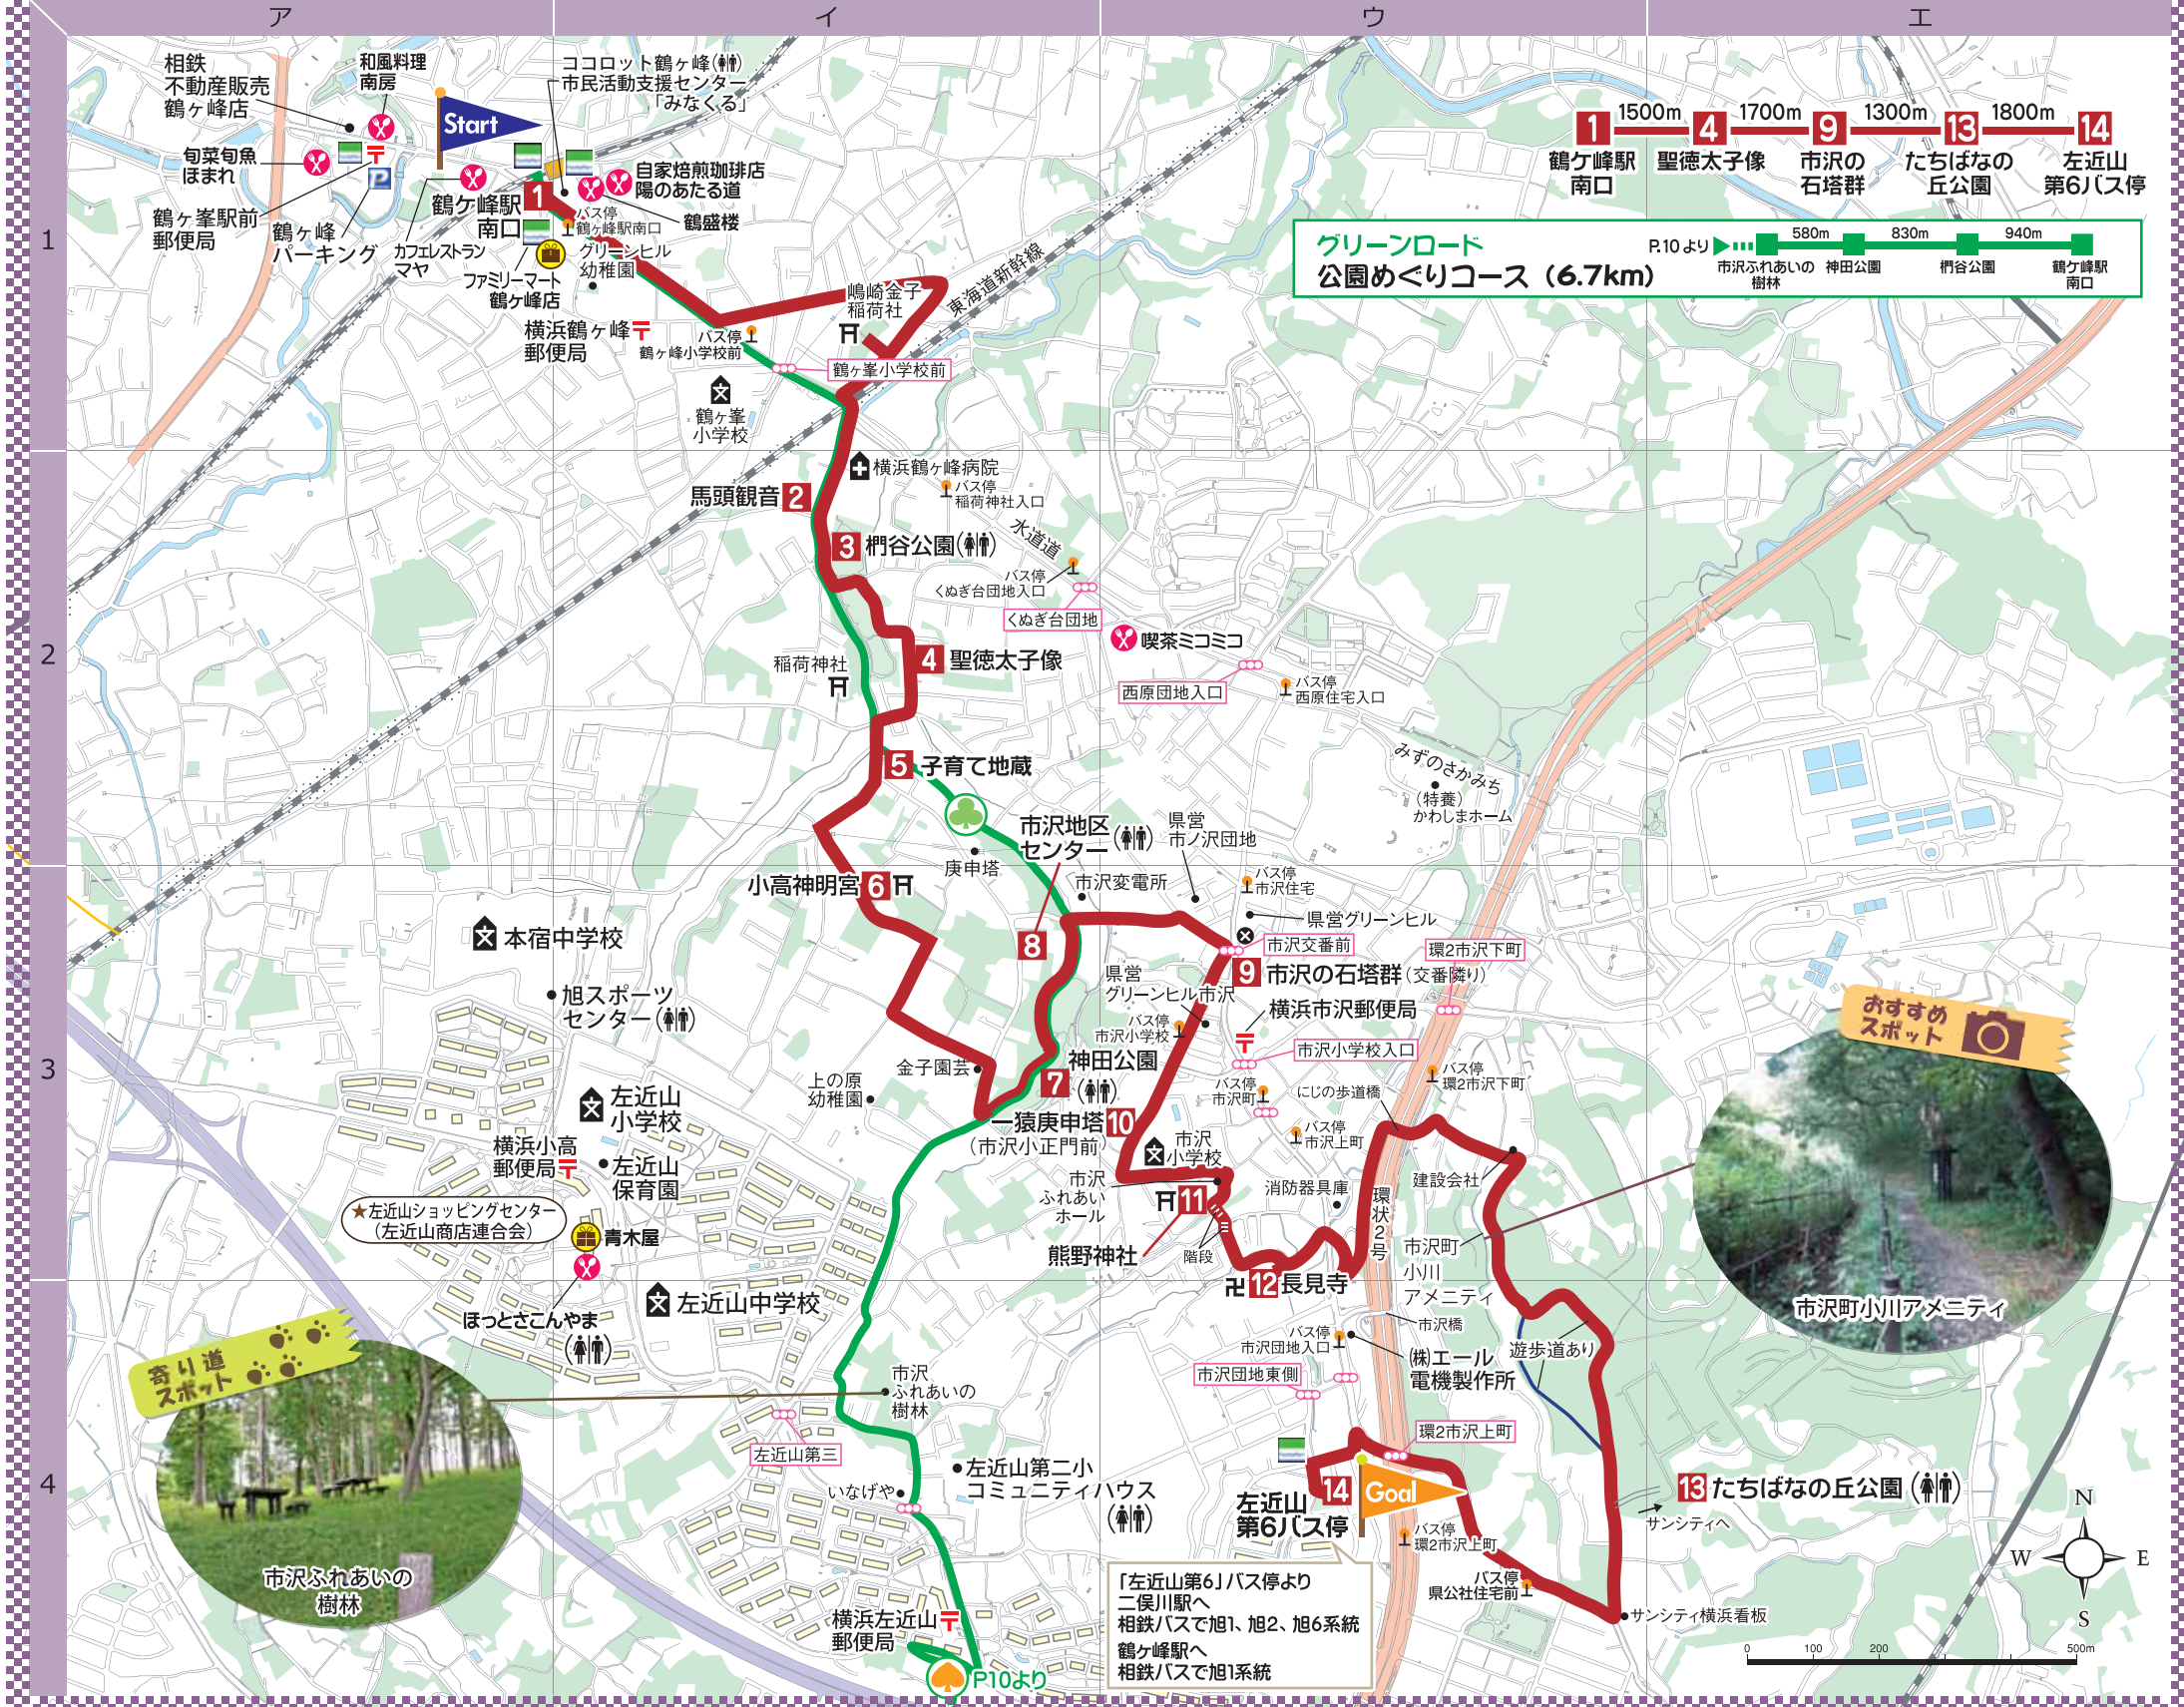 ア
イ
ウ
エ
1
2
3
4
相鉄
不動産販売
鶴ヶ峰店
和風料理
南房
ココロット鶴ヶ峰
市民活動支援センター
「みなくる」
Start
旬菜旬魚
ほまれ
鶴ヶ峯駅前
郵便局
鶴ヶ峰
パーキング
P
カフェレストラン
マヤ
鶴ケ峰駅
南口
1
自家焙煎珈琲店
陽のあたる道
鶴盛楼
バス停
鶴ヶ峰駅南口
グリーンヒル
幼稚園
ファミリーマート
鶴ヶ峰店
横浜鶴ヶ峰
郵便局
嶋崎金子
稲荷社
東海道新幹線
バス停
鶴ヶ峰小学校前
鶴ヶ峯小学校前
鶴ヶ峯
小学校
1
1500m
4
1700m
9
1300m
13
1800m
14
鶴ケ峰駅
南口
聖徳太子像
市沢の
石塔群
たちばなの
丘公園
左近山
第6バス停
グリーンロード
公園めぐりコース（6.7km）
P.10より
580m
830m
940m
市沢ふれあいの
樹林
神田公園
椚谷公園
鶴ケ峰駅
南口
横浜鶴ヶ峰病院
バス停
稲荷神社入口
馬頭観音 2
3 椚谷公園
水道道
バス停
くぬぎ台団地入口
くぬぎ台団地
喫茶ミコミコ
4 聖徳太子像
稲荷神社
西原団地入口
バス停
西原住宅入口
5 子育て地蔵
みずのさかみち
（特養）
かわしまホーム
市沢地区
センター
県営
市ノ沢団地
庚申塔
小高神明宮 6
市沢変電所
バス停
市沢住宅
県営グリーンヒル
本宿中学校
8
市沢交番前
環2市沢下町
9 市沢の石塔群（交番隣り）
県営
グリーンヒル市沢
横浜市沢郵便局
旭スポーツ
センター
バス停
市沢小学校
市沢小学校入口
おすすめ
スポット
金子園芸
7 神田公園
上の原
幼稚園
バス停
市沢町
にじの歩道橋
バス停
環2市沢下町
左近山
小学校
一猿庚申塔 10
（市沢小正門前）
バス停
市沢上町
横浜小高
郵便局
左近山
保育園
市沢
小学校
市沢
ふれあい
ホール
11
消防器具庫
環状2号
建設会社
★左近山ショッピングセンター
（左近山商店連合会）
青木屋
熊野神社
階段
市沢町
小川
アメニティ
12 長見寺
左近山中学校
ほっとさこんやま
市沢町小川アメニティ
寄り道
スポット
市沢橋
バス停
市沢団地入口
遊歩道あり
㈱エール
電機製作所
市沢団地東側
市沢
ふれあいの
樹林
左近山第三
環2市沢上町
左近山第二小
コミュニティハウス
いなげや
14
Goal
左近山
第6バス停
13 たちばなの丘公園
サンシティへ
バス停
環2市沢上町
市沢ふれあいの
樹林
「左近山第6」バス停より
二俣川駅へ
相鉄バスで旭1、旭2、旭6系統
鶴ヶ峰駅へ
相鉄バスで旭1系統
バス停
県公社住宅前
サンシティ横浜看板
横浜左近山
郵便局
P10より
N
W
E
S
0
100
200
500m